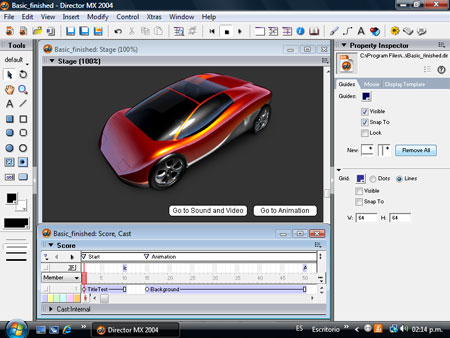 Basic_finished - Director MX 2004
File Edit View Insert Modify Control Xtras Window Help
Tools
default
Basic_finished: Stage (100%)
Stage (100%)
Go to Sound and Video
Go to Animation
Basic_finished: Score, Cast
Score
Start
Animation
Member
5 10 15 20 25 30 35 40 45 50
1
TitleText
Background
Cast:Internal
Property Inspector
C:\Program Files\...\Basic_finished.dir
Guides Movie Display Template
Guides:
Visible
Snap To
Lock
New:
Remove All
Grid:
Dots
Lines
Visible
Snap To
W: 64 H: 64
Director MX 2004
ES
Escritorio
02:14 p.m.